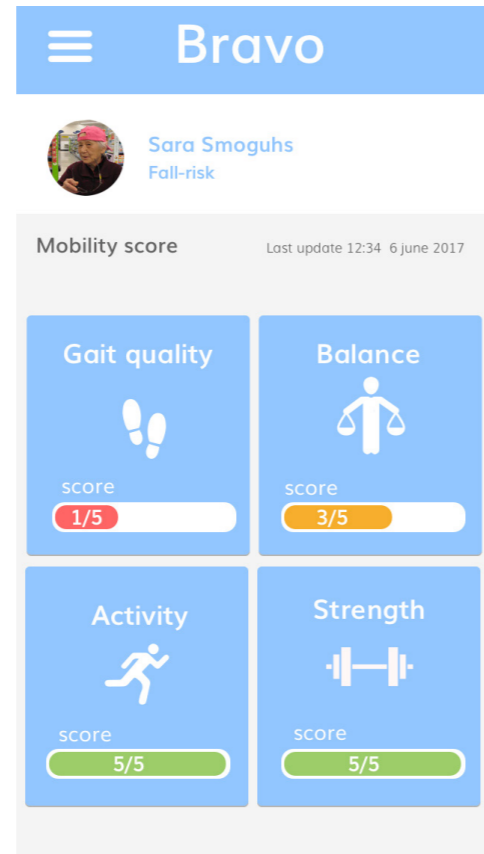 Bravo
Sara Smoguhs
Fall-risk
Mobility score
Last update 12:34 6 june 2017
Gait quality
score
1/5
Balance
score
3/5
Activity
score
5/5
Strength
score
5/5